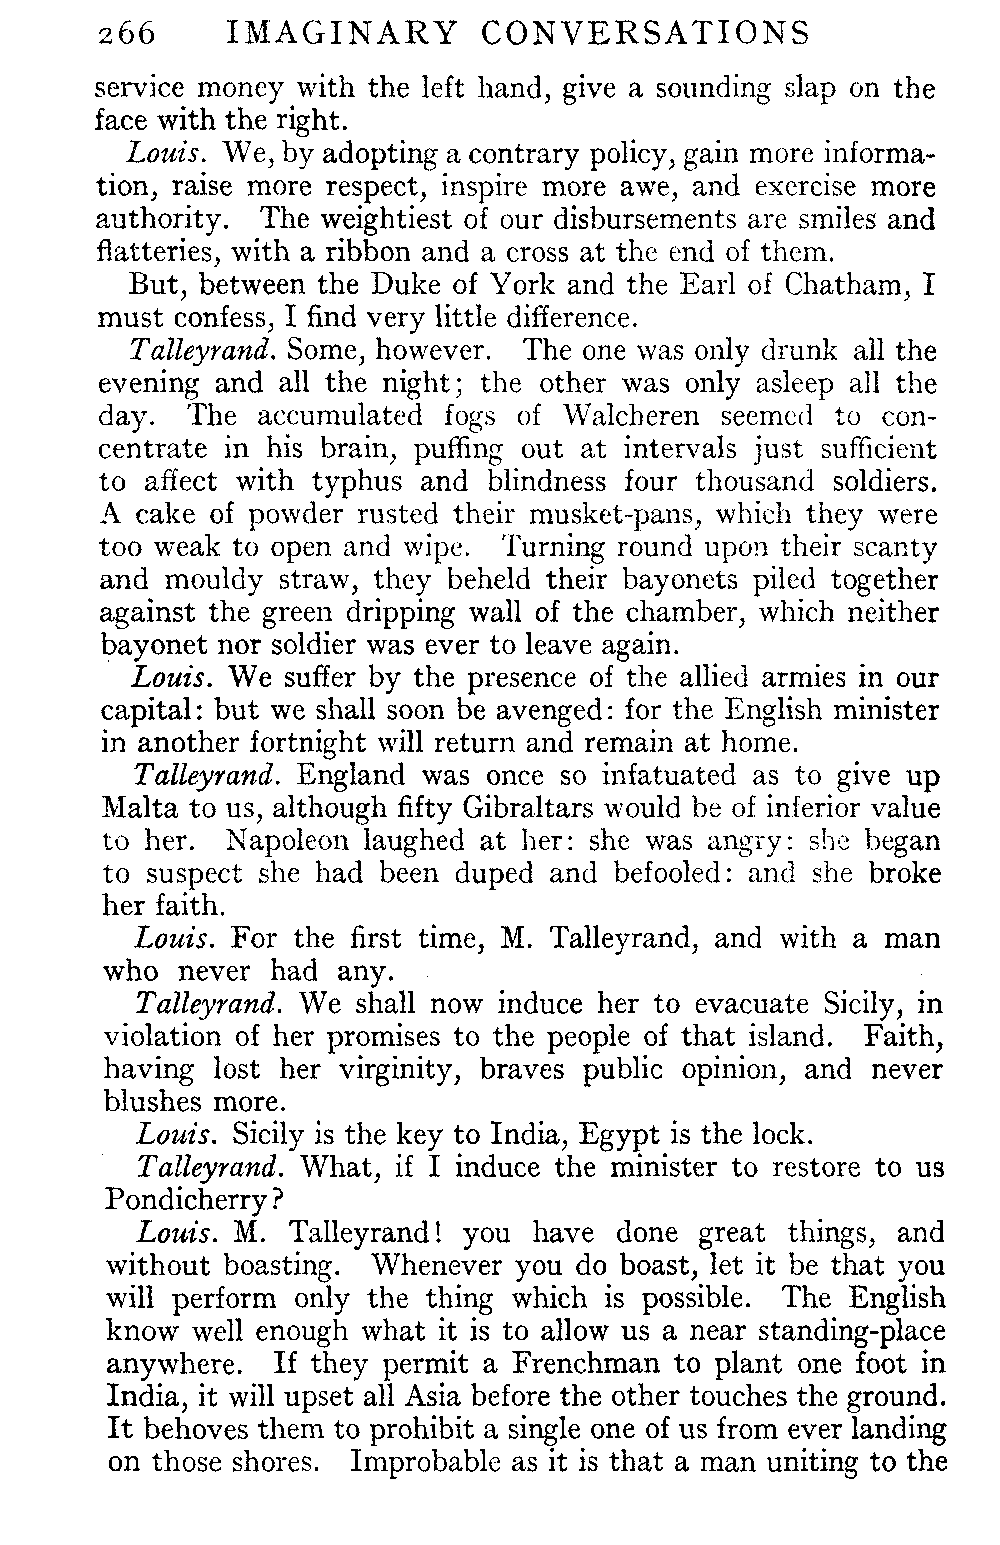 266 IMAGINARY CONVERSATIONS
service money with the left hand, give a sounding slap on the
face with the right.
Louis. We, by adopting a contrary policy, gain more informa-
tion, raise more respect, inspire more awe, and exercise more
authority. The weightiest of our disbursements are smiles and
flatteries, with a ribbon and a cross at the end of them.
But, between the Duke of York and the Earl of Chatham, I
must confess, I find very little difference.
Talleyrand. Some, however. The one was only drunk all the
evening and all the night; the other was only asleep all the
day. The accumulated fogs of Walcheren seemed to con-
centrate in his brain, puffing out at intervals just sufficient
to affect with typhus and blindness four thousand soldiers.
A cake of powder rusted their musket-pans, which they were
too weak to open and wipe. Turning round upon their scanty
and mouldy straw, they beheld their bayonets piled together
against the green dripping wall of the chamber, which neither
bayonet nor soldier was ever to leave again.
Louis. We suffer by the presence of the allied armies in our
capital: but we shall soon be avenged: for the English minister
in another fortnight will return and remain at home.
Talleyrand. England was once so infatuated as to give up
Malta to us, although fifty Gibraltars would be of inferior value
to her. Napoleon laughed at her: she was angry: she began
to suspect she had been duped and befooled: and she broke
her faith.
Louis. For the first time, M. Talleyrand, and with a man
who never had any.
Talleyrand. We shall now induce her to evacuate Sicily, in
violation of her promises to the people of that island. Faith,
having lost her virginity, braves public opinion, and never
blushes more.
Louis. Sicily is the key to India, Egypt is the lock.
Talleyrand. What, if I induce the minister to restore to us
Pondicherry?
Louis. M. Talleyrand! you have done great things, and
without boasting. Whenever you do boast, let it be that you
will perform only the thing which is possible. The English
know well enough what it is to allow us a near standing-place
anywhere. If they permit a Frenchman to plant one foot in
India, it will upset all Asia before the other touches the ground.
It behoves them to prohibit a single one of us from ever landing
on those shores. Improbable as it is that a man uniting to the